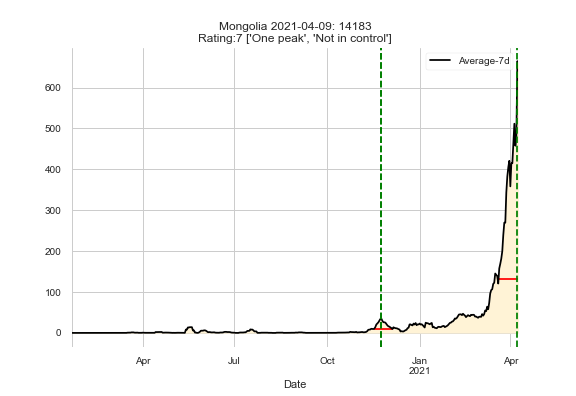 Mongolia 2021-04-09: 14183
Rating:7 ['One peak', 'Not in control']
Average-7d
600
500
400
300
200
100
0
Apr
Jul
Oct
Jan
2021
Apr
Date